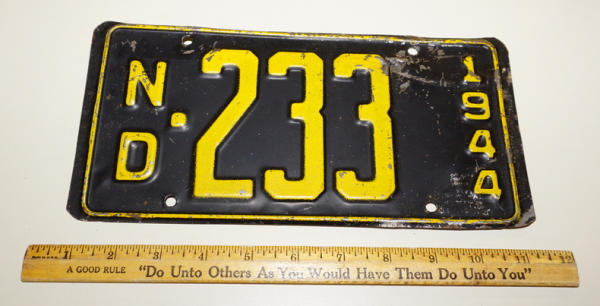 ND . 233 1944
1 2 3 4 5 6 7 8 9 10 11 12
A GOOD RULE "Do Unto Others As You Would Have Them Do Unto You"